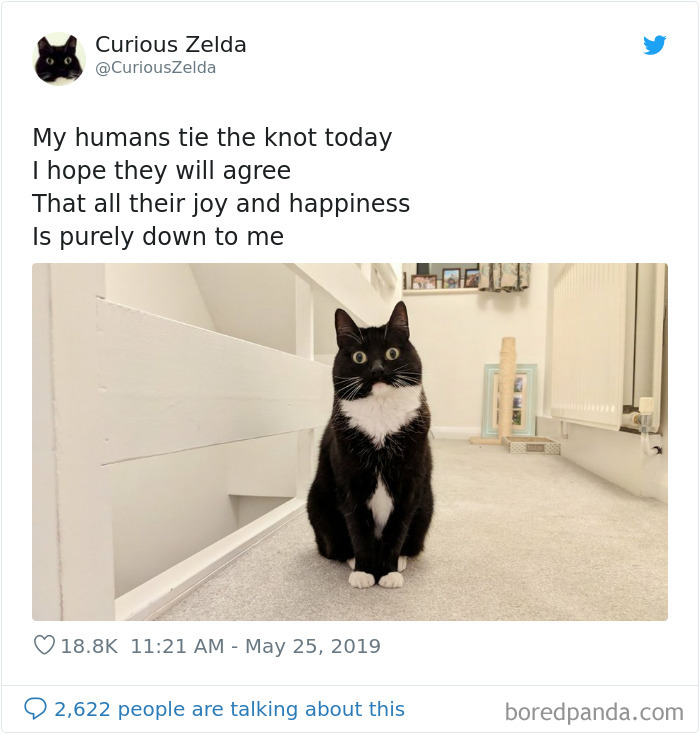 Curious Zelda
@CuriousZelda
My humans tie the knot today
I hope they will agree
That all their joy and happiness
Is purely down to me
18.8K 11:21 AM - May 25, 2019
2,622 people are talking about this
boredpanda.com